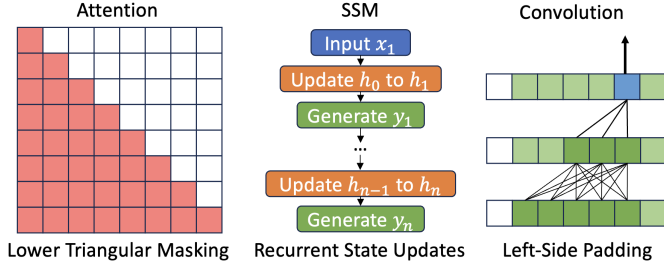 Attention
SSM
Convolution
Input x₁
Update h₀ to h₁
Generate y₁
...
Update hₙ₋₁ to hₙ
Generate yₙ
Lower Triangular Masking
Recurrent State Updates
Left-Side Padding